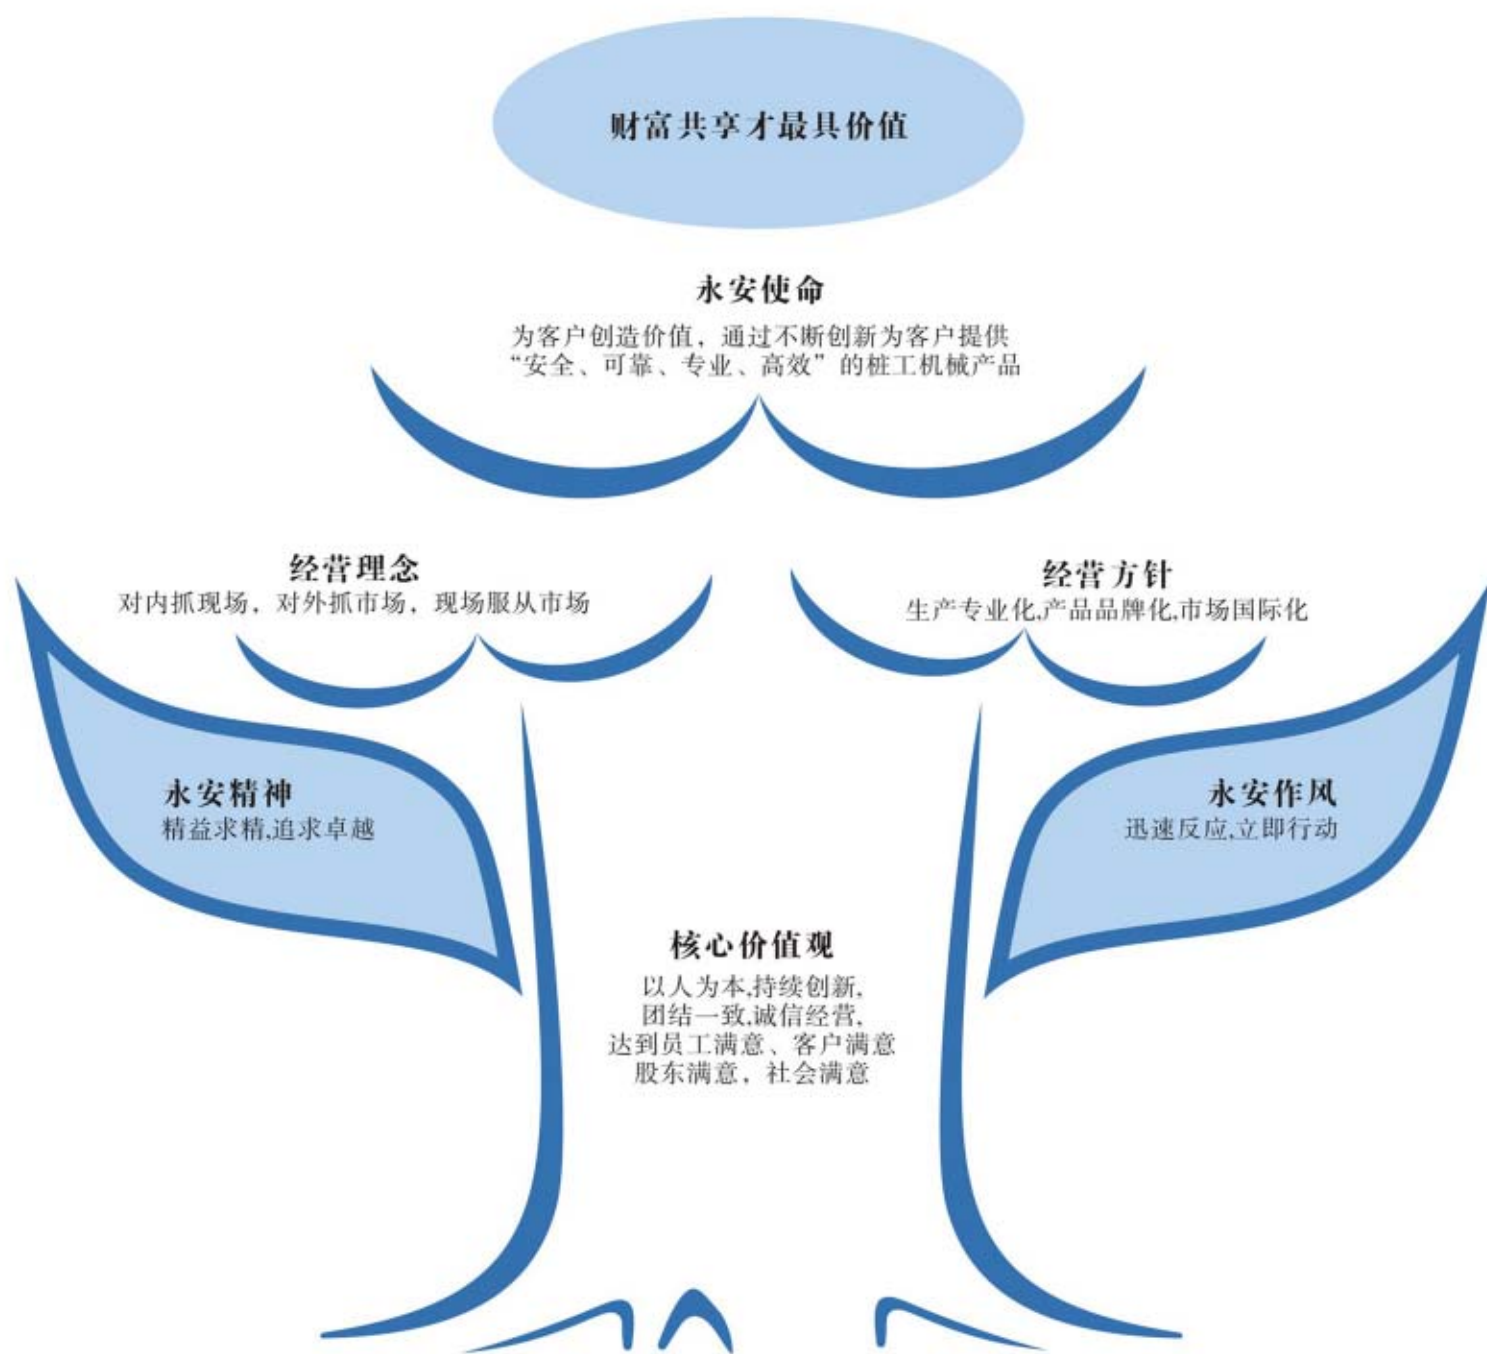 财富共享才最具价值
永安使命
为客户创造价值，通过不断创新为客户提供
“安全、可靠、专业、高效”的桩工机械产品
经营理念
对内抓现场，对外抓市场，现场服从市场
经营方针
生产专业化,产品品牌化,市场国际化
永安精神
精益求精,追求卓越
永安作风
迅速反应,立即行动
核心价值观
以人为本,持续创新,
团结一致,诚信经营,
达到员工满意、客户满意
股东满意，社会满意